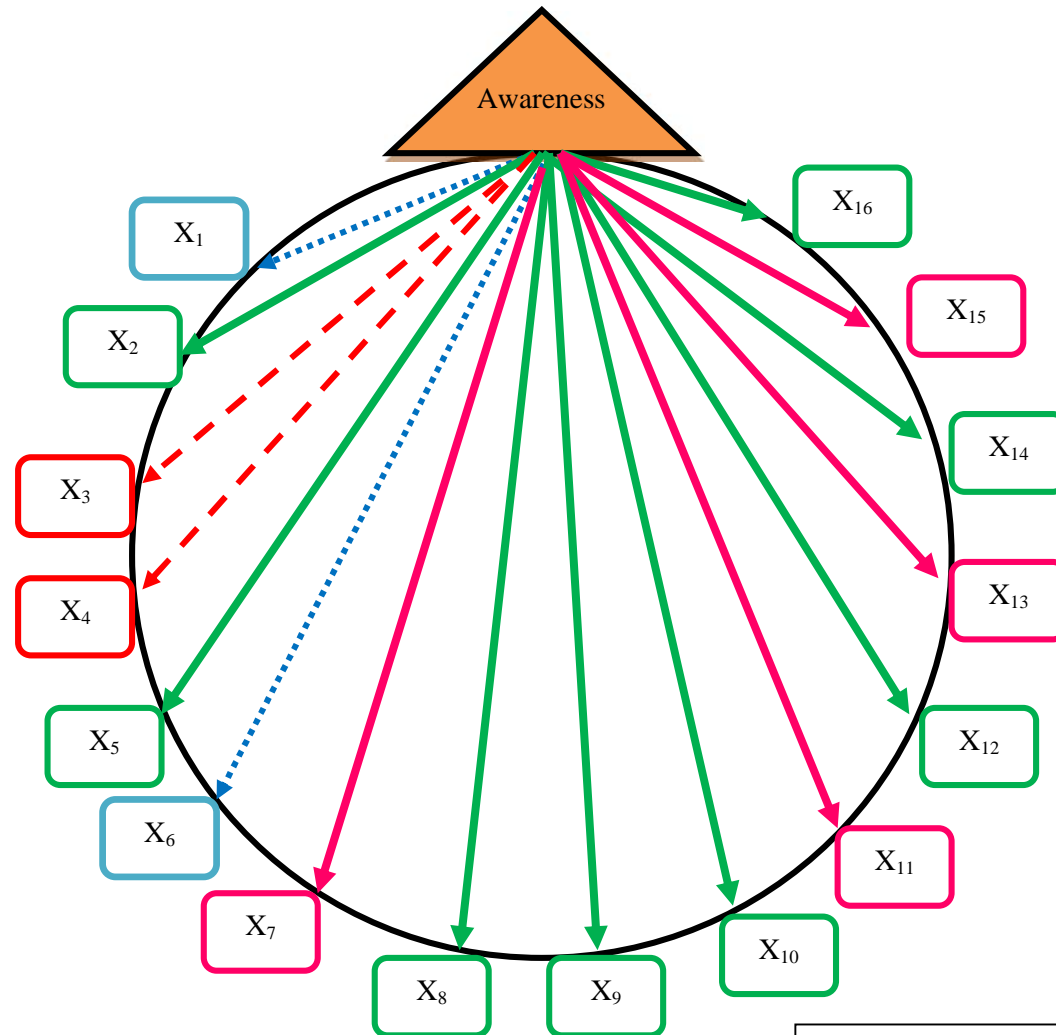 Awareness
X₁
X₂
X₃
X₄
X₅
X₆
X₇
X₈
X₉
X₁₀
X₁₁
X₁₂
X₁₃
X₁₄
X₁₅
X₁₆